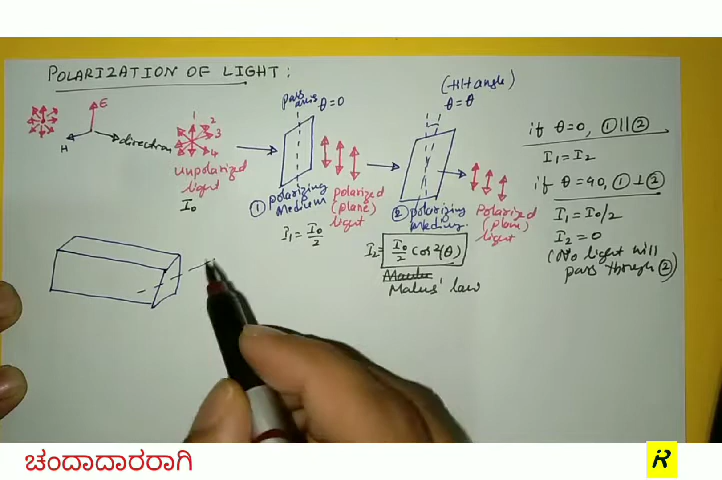 POLARIZATION OF LIGHT :
E
H
direction
1
2
3
4
unpolarized
light
I₀
pass
axis θ=0
① polarizing
Medium
I₁ = I₀/2
Polarized
(plane)
light
(tilt angle)
θ = θ
② polarizing
medium
I₂ = I₀/2 cos²(θ)
Malus' law
Polarized
(plane)
light
if θ=0, ① || ②
I₁ = I₂
if θ = 90, ① ⊥ ②
I₁ = I₀/2
I₂ = 0
(No light will
pass through ②)
ಚಂದಾದಾರರಾಗಿ
R